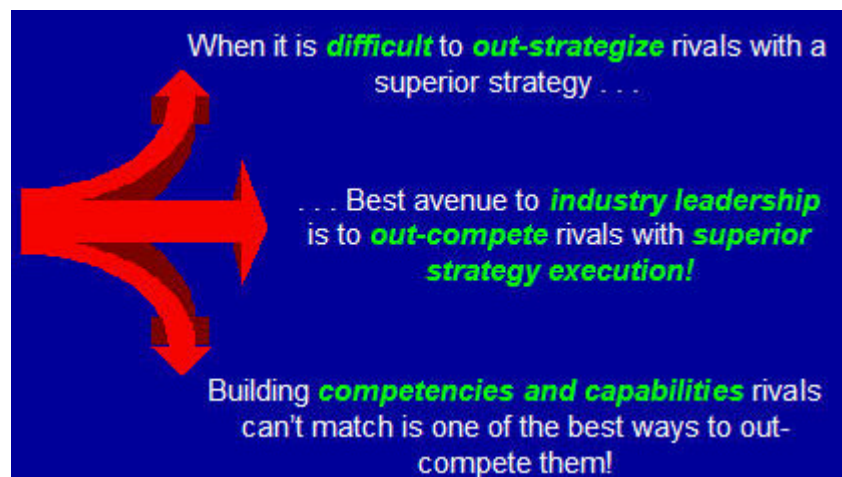 When it is difficult to out-strategize rivals with a
superior strategy . . .
. . . Best avenue to industry leadership
is to out-compete rivals with superior
strategy execution!
Building competencies and capabilities rivals
can't match is one of the best ways to out-
compete them!